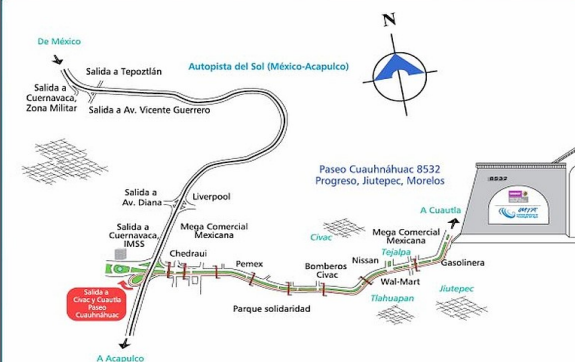 De México
N
Salida a Tepoztlán
Autopista del Sol (México-Acapulco)
Salida a
Cuernavaca,
Zona Militar
Salida a Av. Vicente Guerrero
Paseo Cuauhnáhuac 8532
Progreso, Jiutepec, Morelos
8532
Salida a
Av. Diana
Liverpool
A Cuautla
Salida a
Cuernavaca,
IMSS
Mega Comercial
Mexicana
Civac
Mega Comercial
Mexicana
Chedraui
Tejalpa
Pemex
Bomberos
Civac
Nissan
Gasolinera
Salida a
Civac y Cuautla
Paseo
Cuauhnáhuac
Wal-Mart
Jiutepec
Tlahuapan
Parque solidaridad
A Acapulco